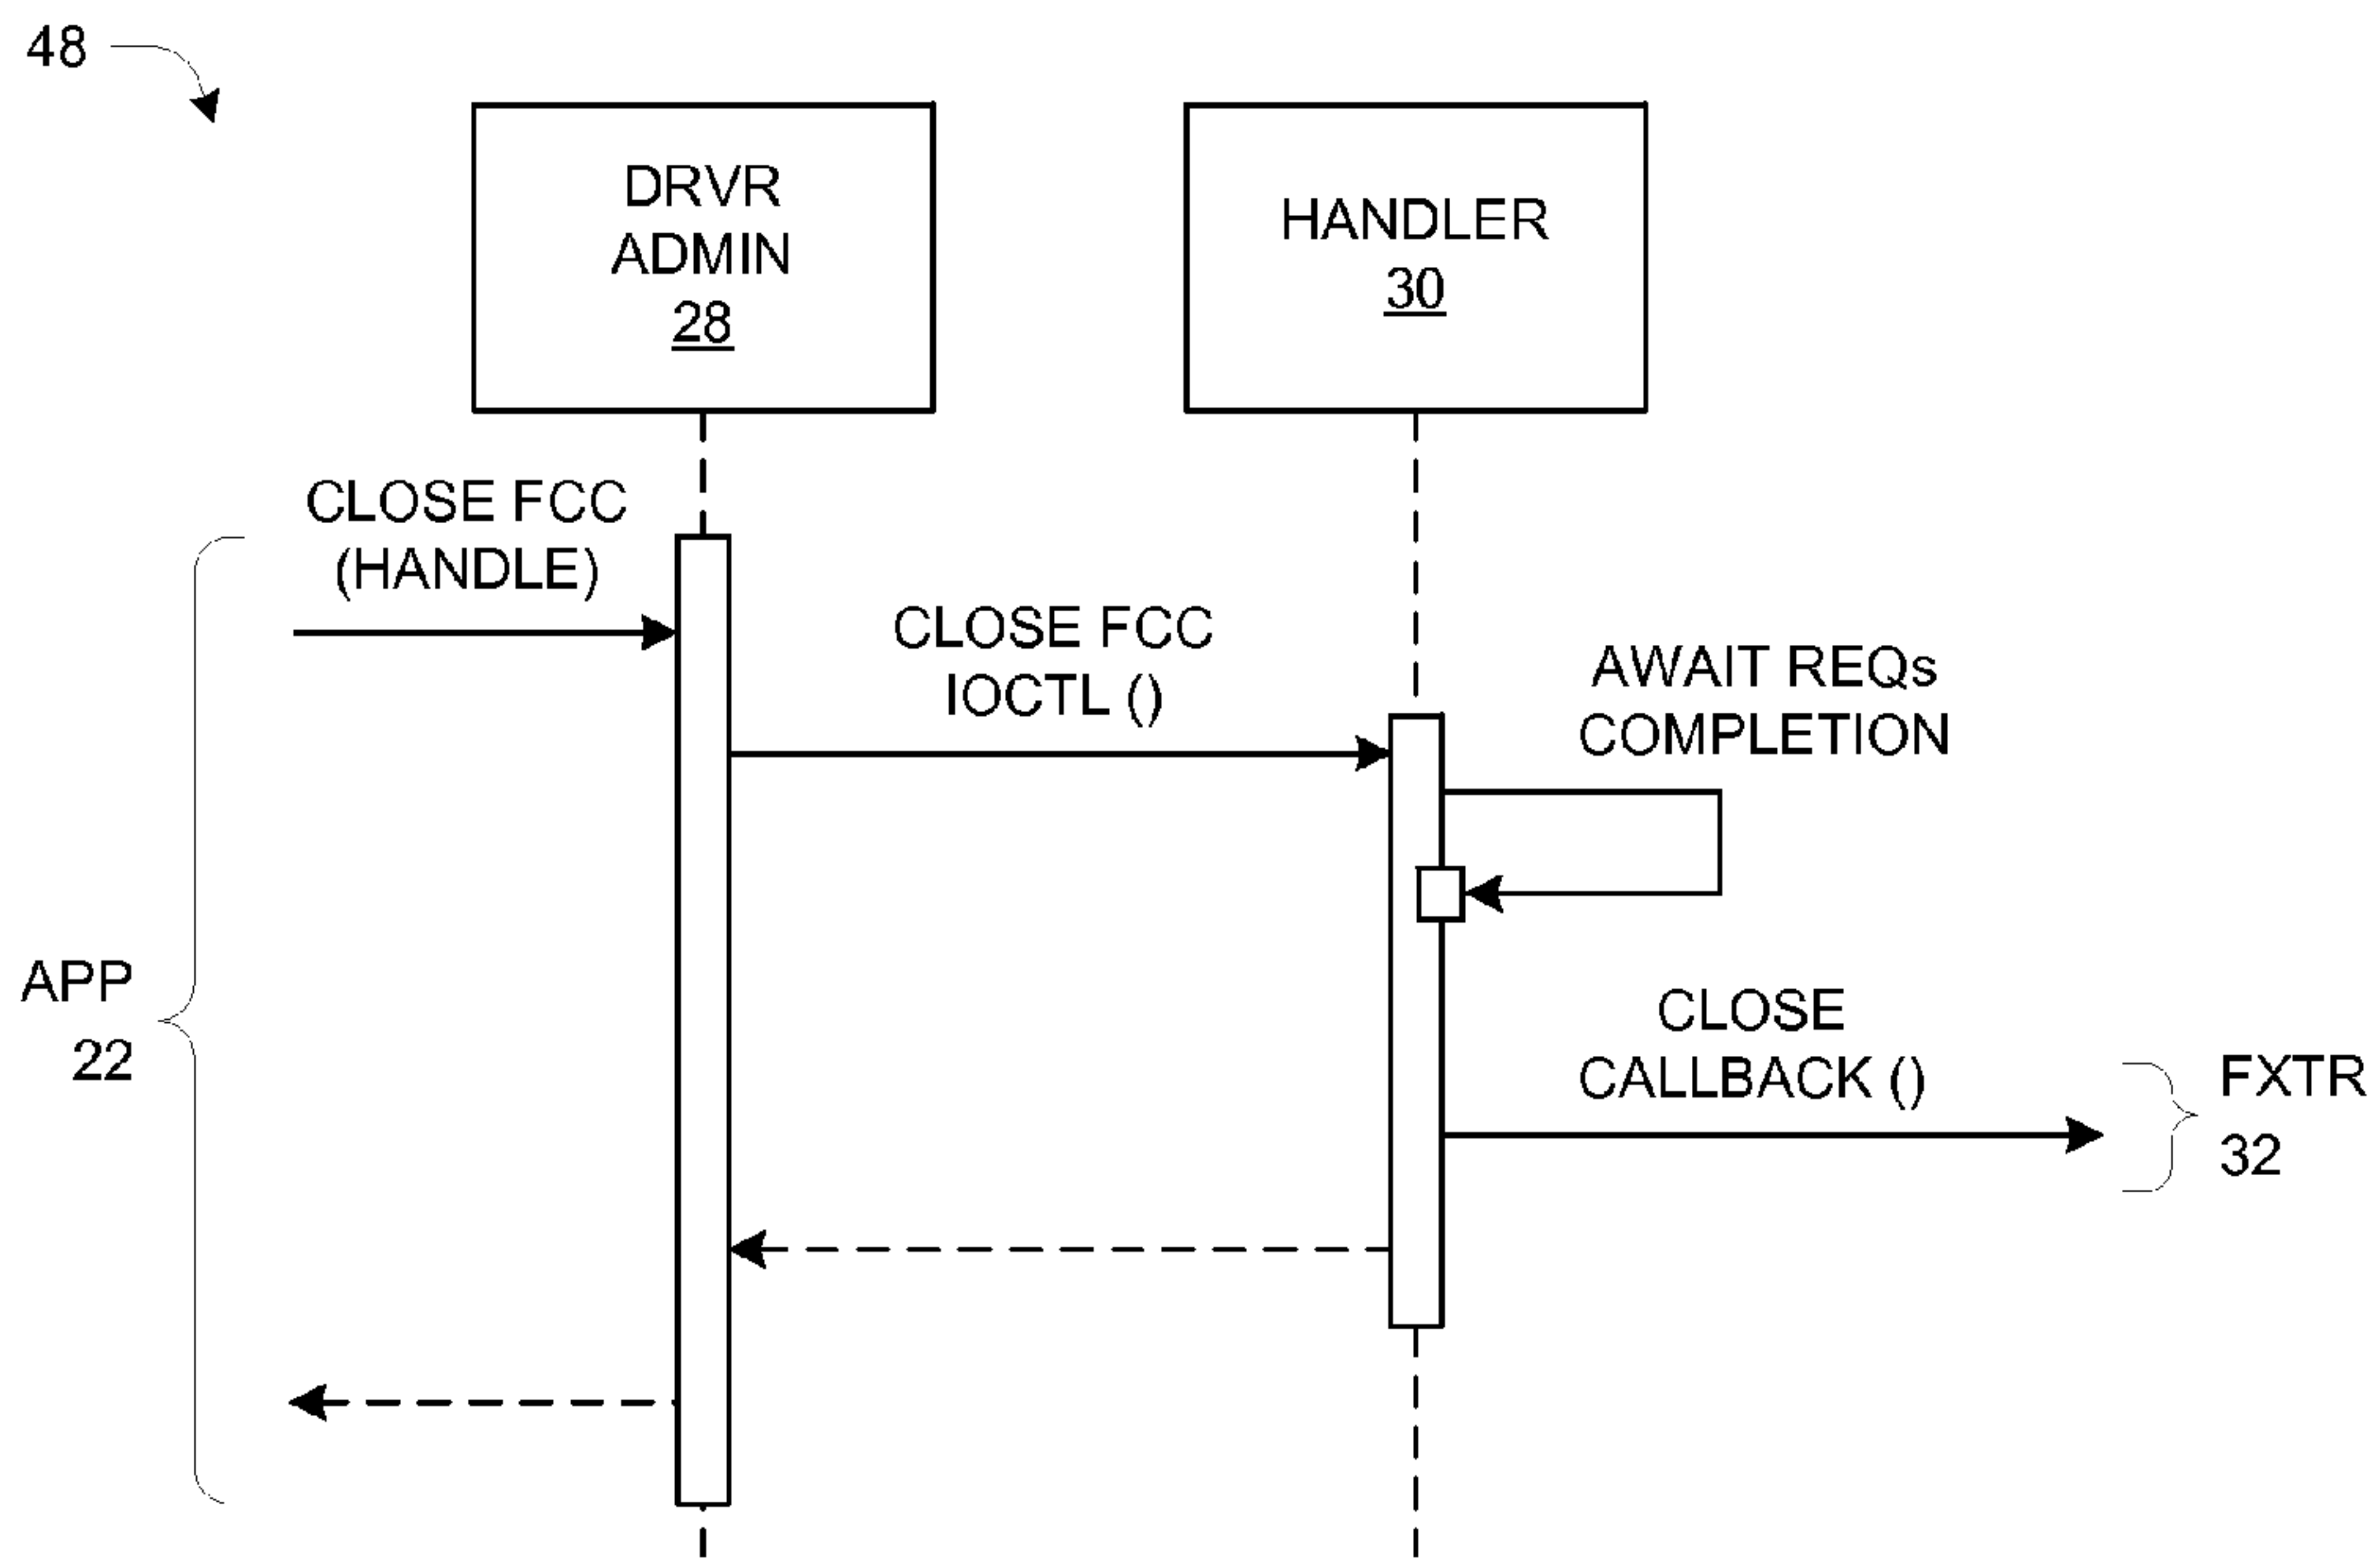 48
DRVR
ADMIN
28
HANDLER
30
CLOSE FCC
(HANDLE)
CLOSE FCC
IOCTL ()
AWAIT REQs
COMPLETION
APP
22
CLOSE
CALLBACK ()
FXTR
32